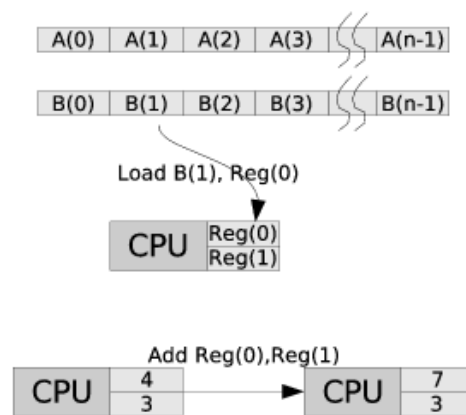 A(0) A(1) A(2) A(3) A(n-1)
B(0) B(1) B(2) B(3) B(n-1)
Load B(1), Reg(0)
CPU Reg(0)
Reg(1)
Add Reg(0),Reg(1)
CPU 4 CPU 7
3 3